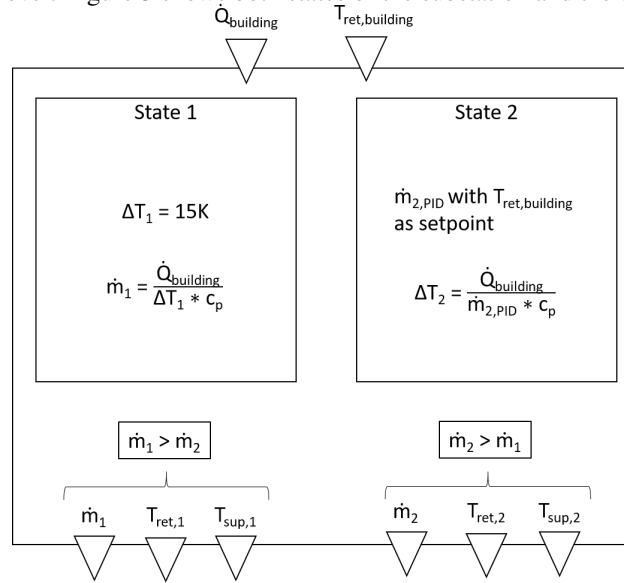 Q̇building
Tret,building
State 1
ΔT1 = 15K
ṁ1 = Q̇building / ΔT1 * cp
State 2
ṁ2,PID with Tret,building
as setpoint
ΔT2 = Q̇building / ṁ2,PID * cp
ṁ1 > ṁ2
ṁ2 > ṁ1
ṁ1 Tret,1 Tsup,1
ṁ2 Tret,2 Tsup,2